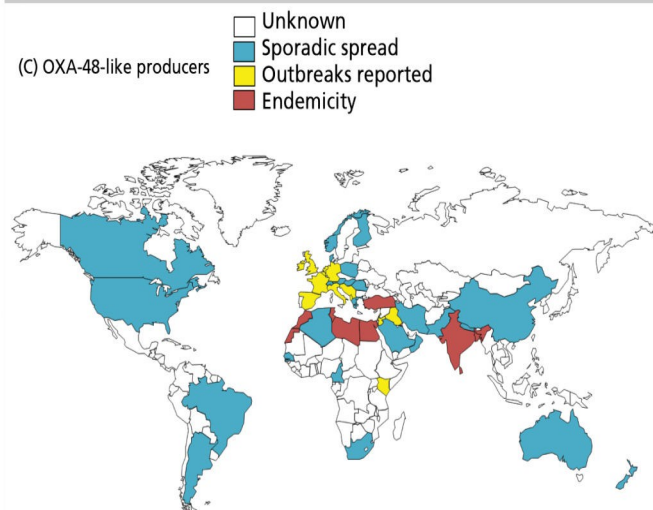 (C) OXA-48-like producers
Unknown
Sporadic spread
Outbreaks reported
Endemicity